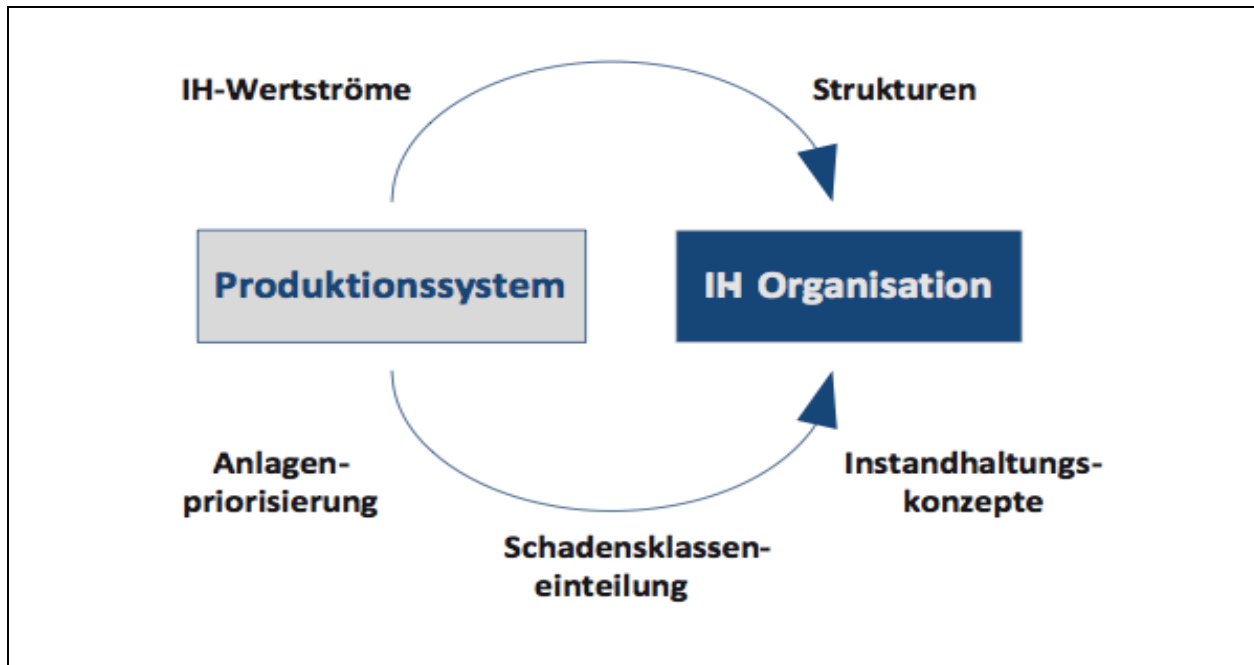 IH-Wertströme
Strukturen
Produktionssystem
IH Organisation
Anlagen-
priorisierung
Instandhaltungs-
konzepte
Schadensklassen-
einteilung